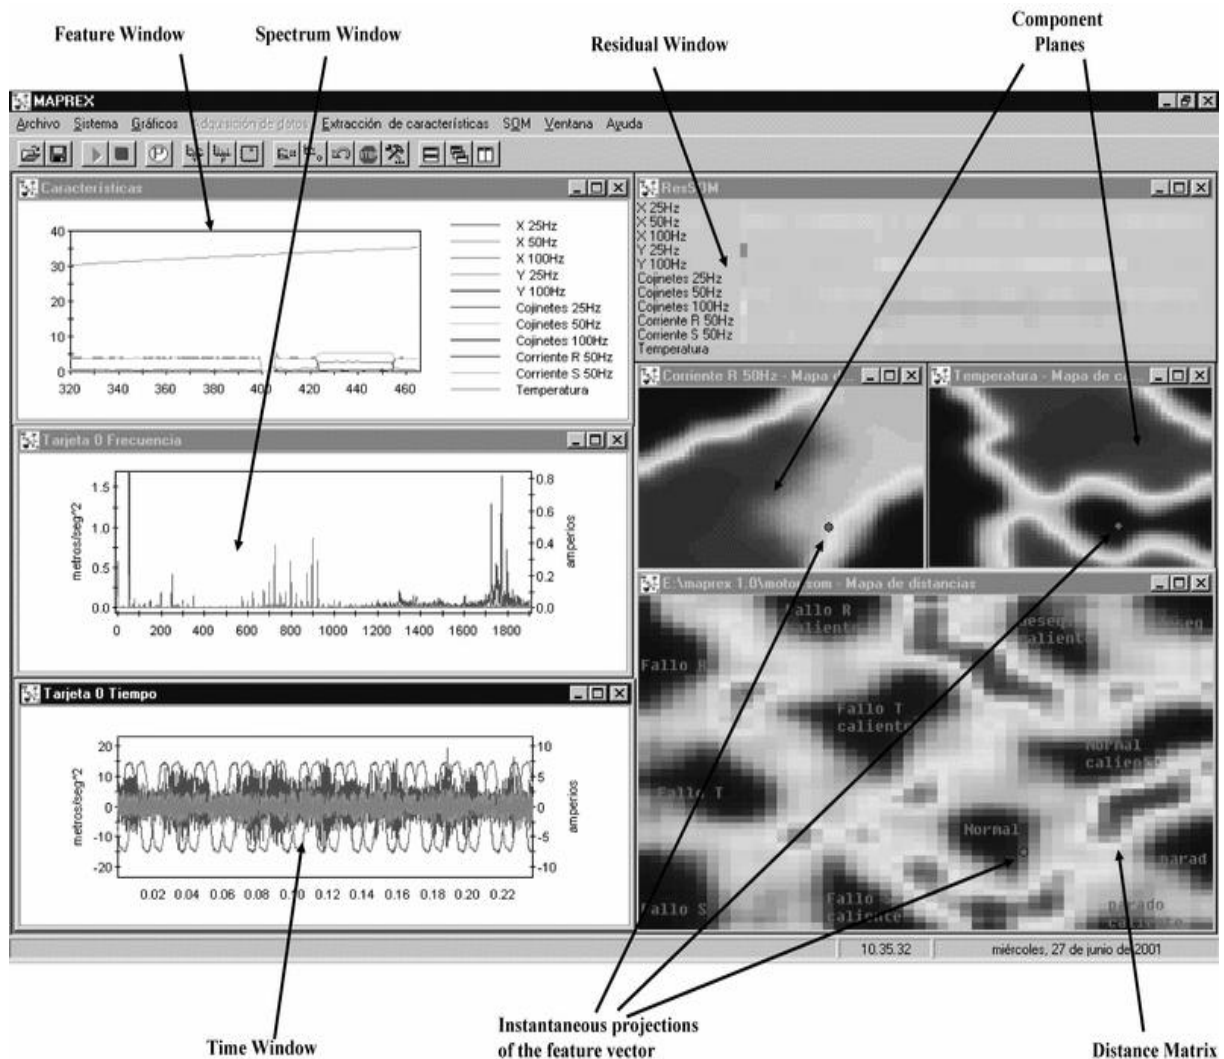 Feature Window
Spectrum Window
Residual Window
Component
Planes
MAPREX
Archivo Sistema Gráficos Adquisición de datos Extracción de características SOM Ventana Ayuda
Características
40
30
20
10
0
320 340 360 380 400 420 440 460
X 25Hz
X 50Hz
X 100Hz
Y 25Hz
Y 100Hz
Cojinetes 25Hz
Cojinetes 50Hz
Cojinetes 100Hz
Corriente R 50Hz
Corriente S 50Hz
Temperatura
ResSOM
X 25Hz
X 50Hz
X 100Hz
Y 25Hz
Y 100Hz
Cojinetes 25Hz
Cojinetes 50Hz
Cojinetes 100Hz
Corriente R 50Hz
Corriente S 50Hz
Temperatura
Corriente R 50Hz - Mapa d...
Temperatura - Mapa de ca...
Tarjeta 0 Frecuencia
metros/seg^2
1.5
1.0
0.5
0.0
0.8
0.6
0.4
0.2
0.0
amperios
0 200 400 600 800 1000 1200 1400 1600 1800
E:\maprex 1.0\motor.som - Mapa de distancias
Fallo R
caliente
deseq
caliente
deseq
Fallo R
Fallo T
caliente
Normal
caliente
Fallo T
Normal
parad
Fallo S
Fallo S
caliente
parado
caliente
Tarjeta 0 Tiempo
metros/seg^2
20
10
0
-10
-20
10
5
0
-5
-10
amperios
0.02 0.04 0.06 0.08 0.10 0.12 0.14 0.16 0.18 0.20 0.22
10.35.32
miércoles, 27 de junio de 2001
Time Window
Instantaneous projections
of the feature vector
Distance Matrix